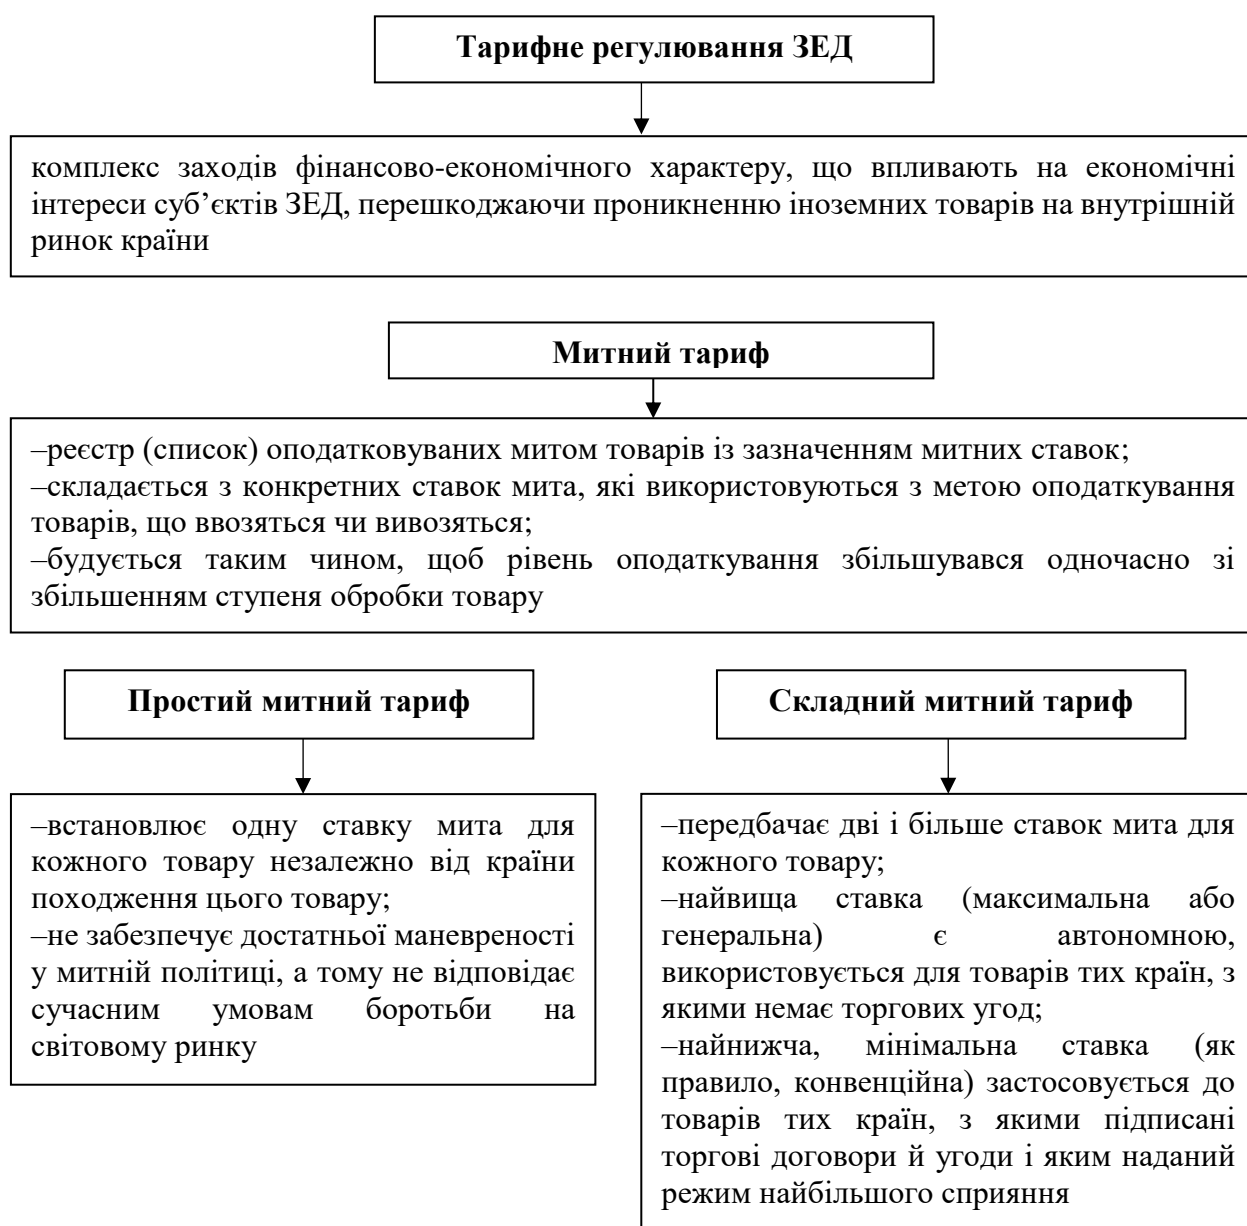 Тарифне регулювання ЗЕД
комплекс заходів фінансово-економічного характеру, що впливають на економічні
інтереси суб’єктів ЗЕД, перешкоджаючи проникненню іноземних товарів на внутрішній
ринок країни
Митний тариф
–реєстр (список) оподатковуваних митом товарів із зазначенням митних ставок;
–складається з конкретних ставок мита, які використовуються з метою оподаткування
товарів, що ввозяться чи вивозяться;
–будується таким чином, щоб рівень оподаткування збільшувався одночасно зі
збільшенням ступеня обробки товару
Простий митний тариф
–встановлює одну ставку мита для
кожного товару незалежно від країни
походження цього товару;
–не забезпечує достатньої маневреності
у митній політиці, а тому не відповідає
сучасним умовам боротьби на
світовому ринку
Складний митний тариф
–передбачає дві і більше ставок мита для
кожного товару;
–найвища ставка (максимальна або
генеральна) є автономною,
використовується для товарів тих країн, з
якими немає торгових угод;
–найнижча, мінімальна ставка (як
правило, конвенційна) застосовується до
товарів тих країн, з якими підписані
торгові договори й угоди і яким наданий
режим найбільшого сприяння